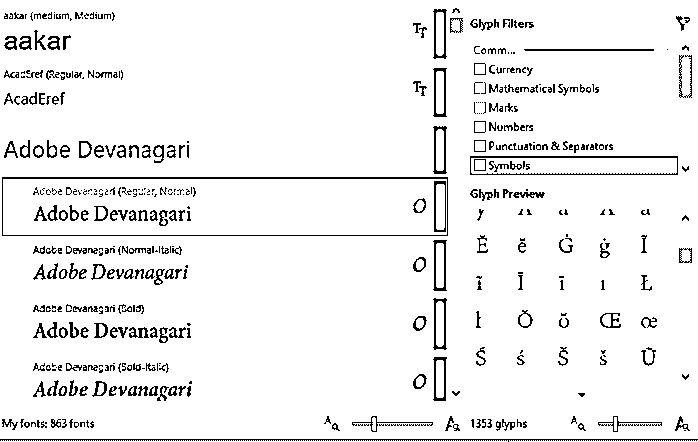 aakar (medium, Medium)
aakar
AcadEref (Regular, Normal)
AcadEref
Adobe Devanagari
Adobe Devanagari (Regular, Normal)
Adobe Devanagari
Adobe Devanagari (Normal-Italic)
Adobe Devanagari
Adobe Devanagari (Bold)
Adobe Devanagari
Adobe Devanagari (Bold-Italic)
Adobe Devanagari
My fonts: 863 fonts
Glyph Filters
Comm...
Currency
Mathematical Symbols
Marks
Numbers
Punctuation & Separators
Symbols
Glyph Preview
Ĕ ĕ Ġ ġ Ĩ
ĩ Ī ī ı Ł
ł Ŏ ŏ Œ œ
Ś ś Š š Ŭ
1353 glyphs